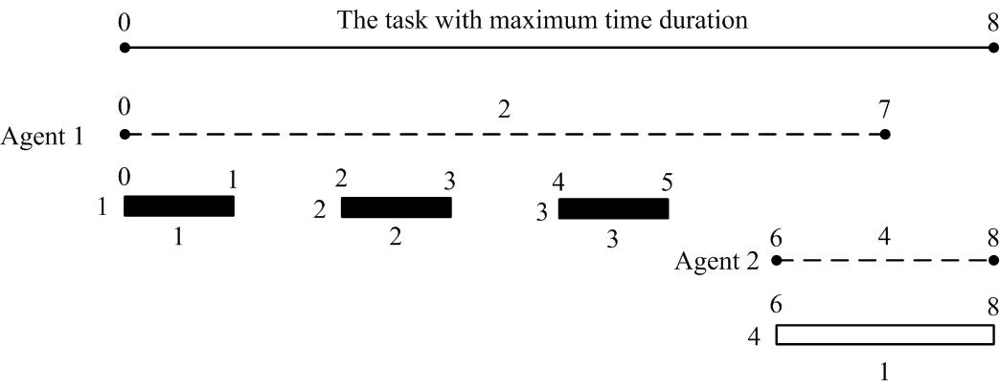 The task with maximum time duration
0 8
0 2 7
Agent 1
0 1 2 3 4 5
1 2 3
1 2 3
6 4 8
Agent 2
6 8
4
1